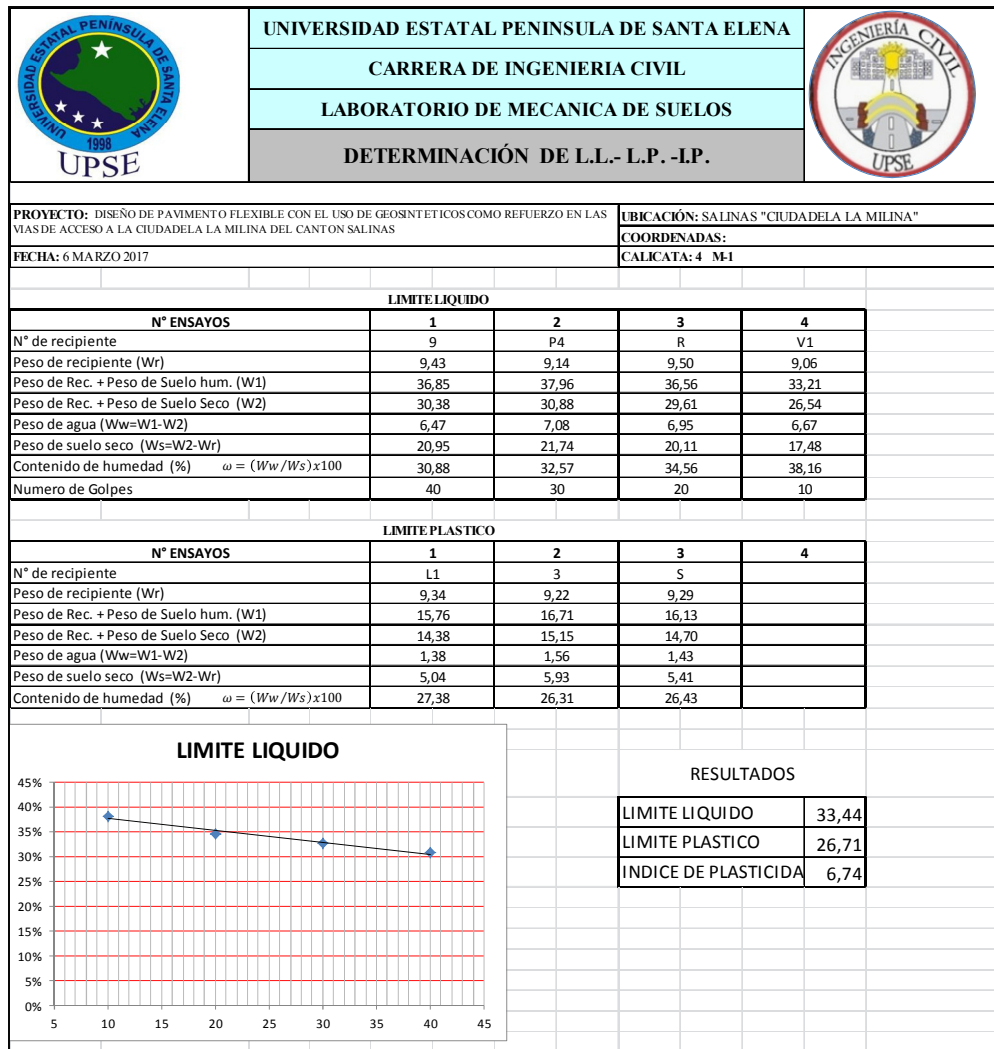 UNIVERSIDAD ESTATAL PENINSULA DE SANTA ELENA
CARRERA DE INGENIERIA CIVIL
LABORATORIO DE MECANICA DE SUELOS
DETERMINACIÓN DE L.L.- L.P. -I.P.
UNIVERSIDAD ESTATAL PENÍNSULA DE SANTA ELENA
1998
UPSE
INGENIERÍA CIVIL
UPSE
PROYECTO: DISEÑO DE PAVIMENTO FLEXIBLE CON EL USO DE GEOSINTETICOS COMO REFUERZO EN LAS
VIAS DE ACCESO A LA CIUDADELA LA MILINA DEL CANTON SALINAS
UBICACIÓN: SALINAS "CIUDADELA LA MILINA"
COORDENADAS:
FECHA: 6 MARZO 2017
CALICATA: 4 M-1
LIMITE LIQUIDO
N° ENSAYOS 1 2 3 4
N° de recipiente 9 P4 R V1
Peso de recipiente (Wr) 9,43 9,14 9,50 9,06
Peso de Rec. + Peso de Suelo hum. (W1) 36,85 37,96 36,56 33,21
Peso de Rec. + Peso de Suelo Seco (W2) 30,38 30,88 29,61 26,54
Peso de agua (Ww=W1-W2) 6,47 7,08 6,95 6,67
Peso de suelo seco (Ws=W2-Wr) 20,95 21,74 20,11 17,48
Contenido de humedad (%) ω = (Ww/Ws)x100 30,88 32,57 34,56 38,16
Numero de Golpes 40 30 20 10
LIMITE PLASTICO
N° ENSAYOS 1 2 3 4
N° de recipiente L1 3 S
Peso de recipiente (Wr) 9,34 9,22 9,29
Peso de Rec. + Peso de Suelo hum. (W1) 15,76 16,71 16,13
Peso de Rec. + Peso de Suelo Seco (W2) 14,38 15,15 14,70
Peso de agua (Ww=W1-W2) 1,38 1,56 1,43
Peso de suelo seco (Ws=W2-Wr) 5,04 5,93 5,41
Contenido de humedad (%) ω = (Ww/Ws)x100 27,38 26,31 26,43
LIMITE LIQUIDO
45%
40%
35%
30%
25%
20%
15%
10%
5%
0%
5 10 15 20 25 30 35 40 45
RESULTADOS
LIMITE LIQUIDO 33,44
LIMITE PLASTICO 26,71
INDICE DE PLASTICIDA 6,74